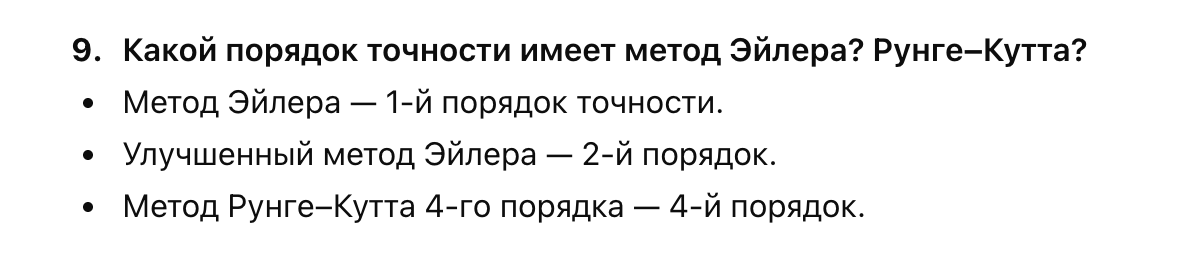 9. Какой порядок точности имеет метод Эйлера? Рунге–Кутта?
• Метод Эйлера — 1-й порядок точности.
• Улучшенный метод Эйлера — 2-й порядок.
• Метод Рунге–Кутта 4-го порядка — 4-й порядок.